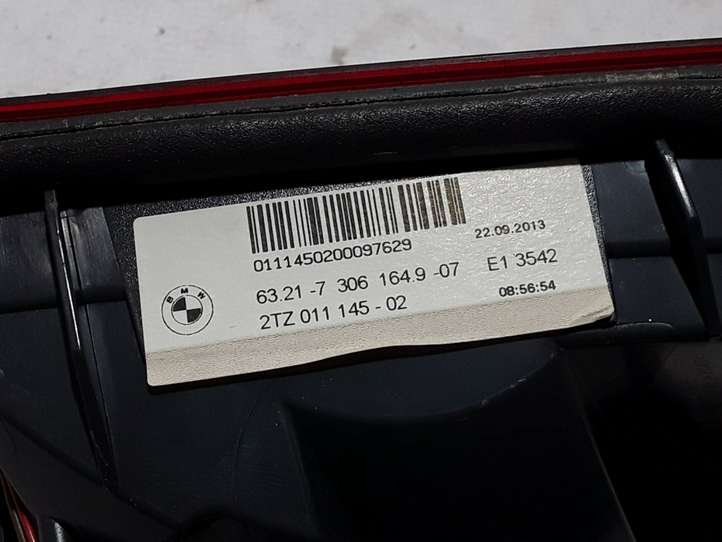 22.09.2013
0111450200097629
63.21-7 306 164.9-07 E1 3542
BMW
2TZ 011 145-02 08:56:54